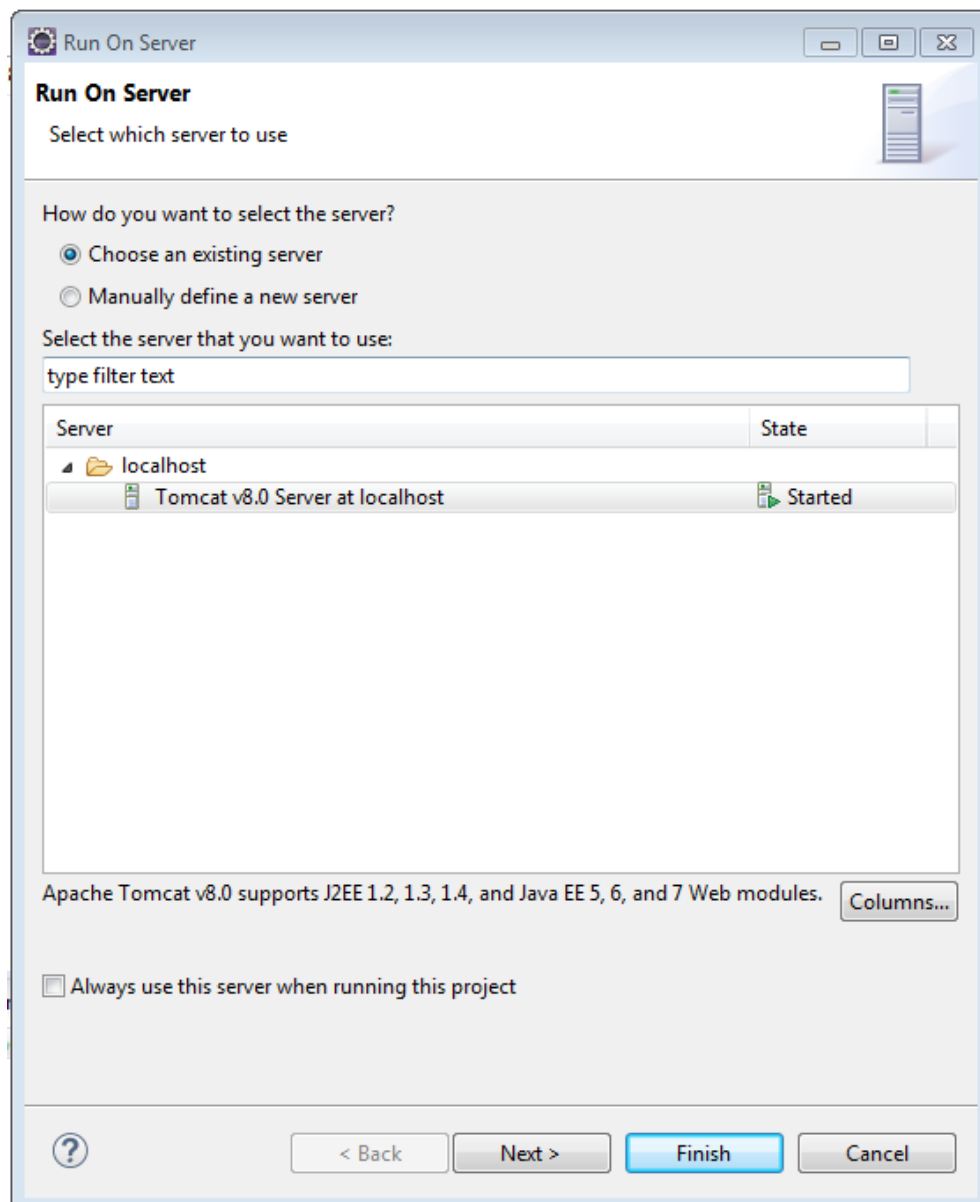 Run On Server
Run On Server
Select which server to use
How do you want to select the server?
Choose an existing server
Manually define a new server
Select the server that you want to use:
type filter text
Server State
localhost
Tomcat v8.0 Server at localhost Started
Apache Tomcat v8.0 supports J2EE 1.2, 1.3, 1.4, and Java EE 5, 6, and 7 Web modules. Columns...
Always use this server when running this project
? < Back Next > Finish Cancel